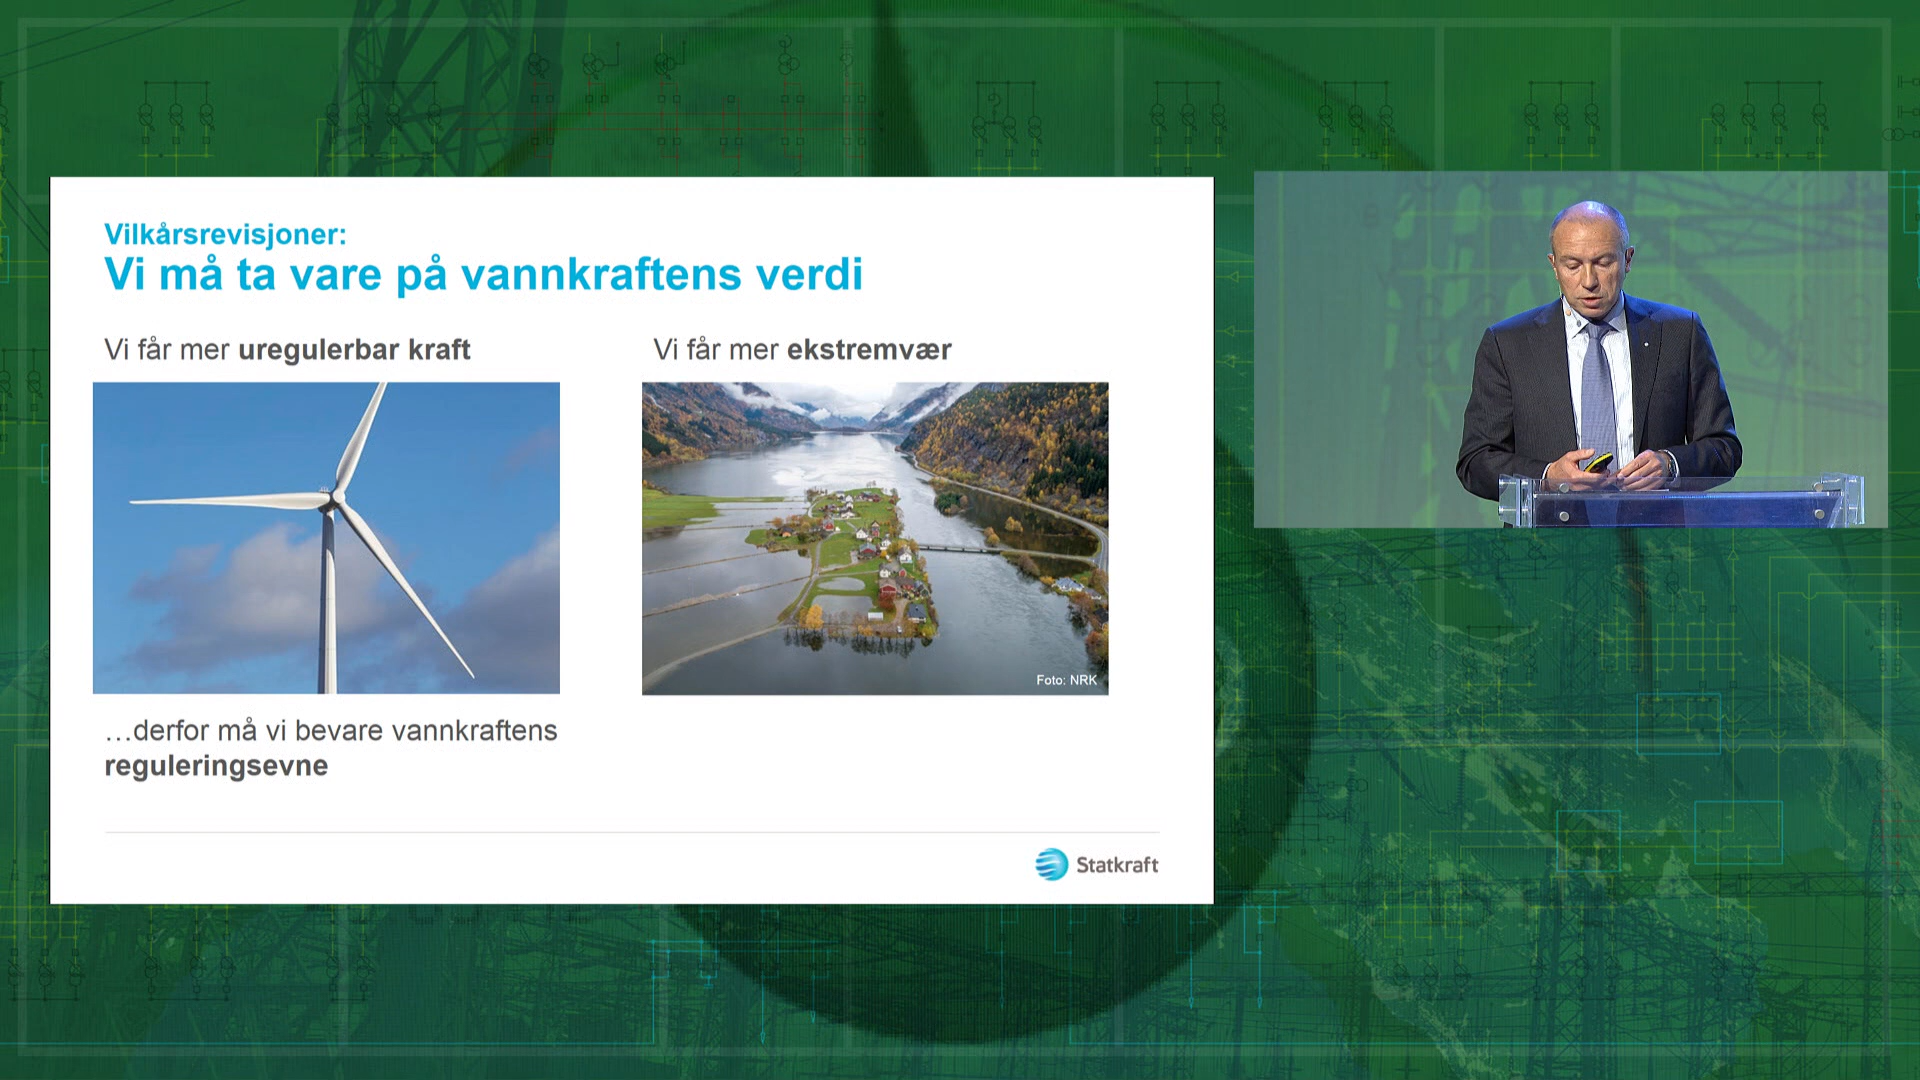 Vilkårsrevisjoner:
Vi må ta vare på vannkraftens verdi
Vi får mer uregulerbar kraft
Vi får mer ekstremvær
Foto: NRK
…derfor må vi bevare vannkraftens
reguleringsevne
Statkraft